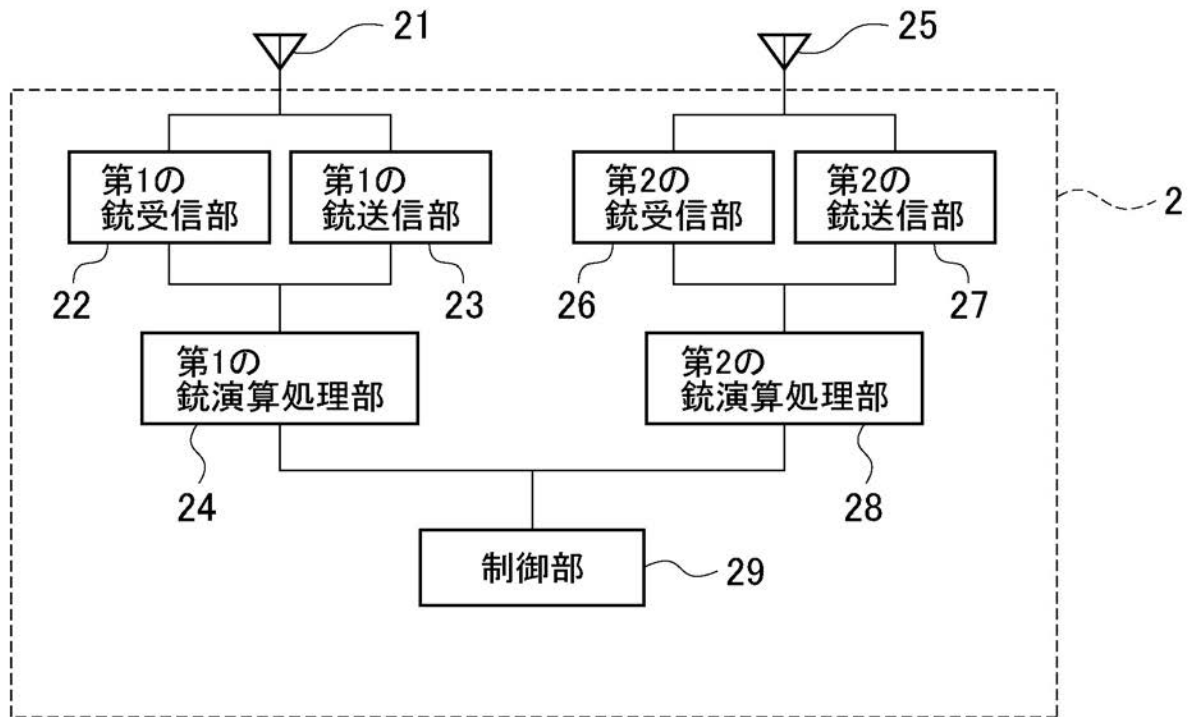 21
25
第1の
銃受信部
第1の
銃送信部
第2の
銃受信部
第2の
銃送信部
2
22
23
26
27
第1の
銃演算処理部
第2の
銃演算処理部
24
28
制御部
29